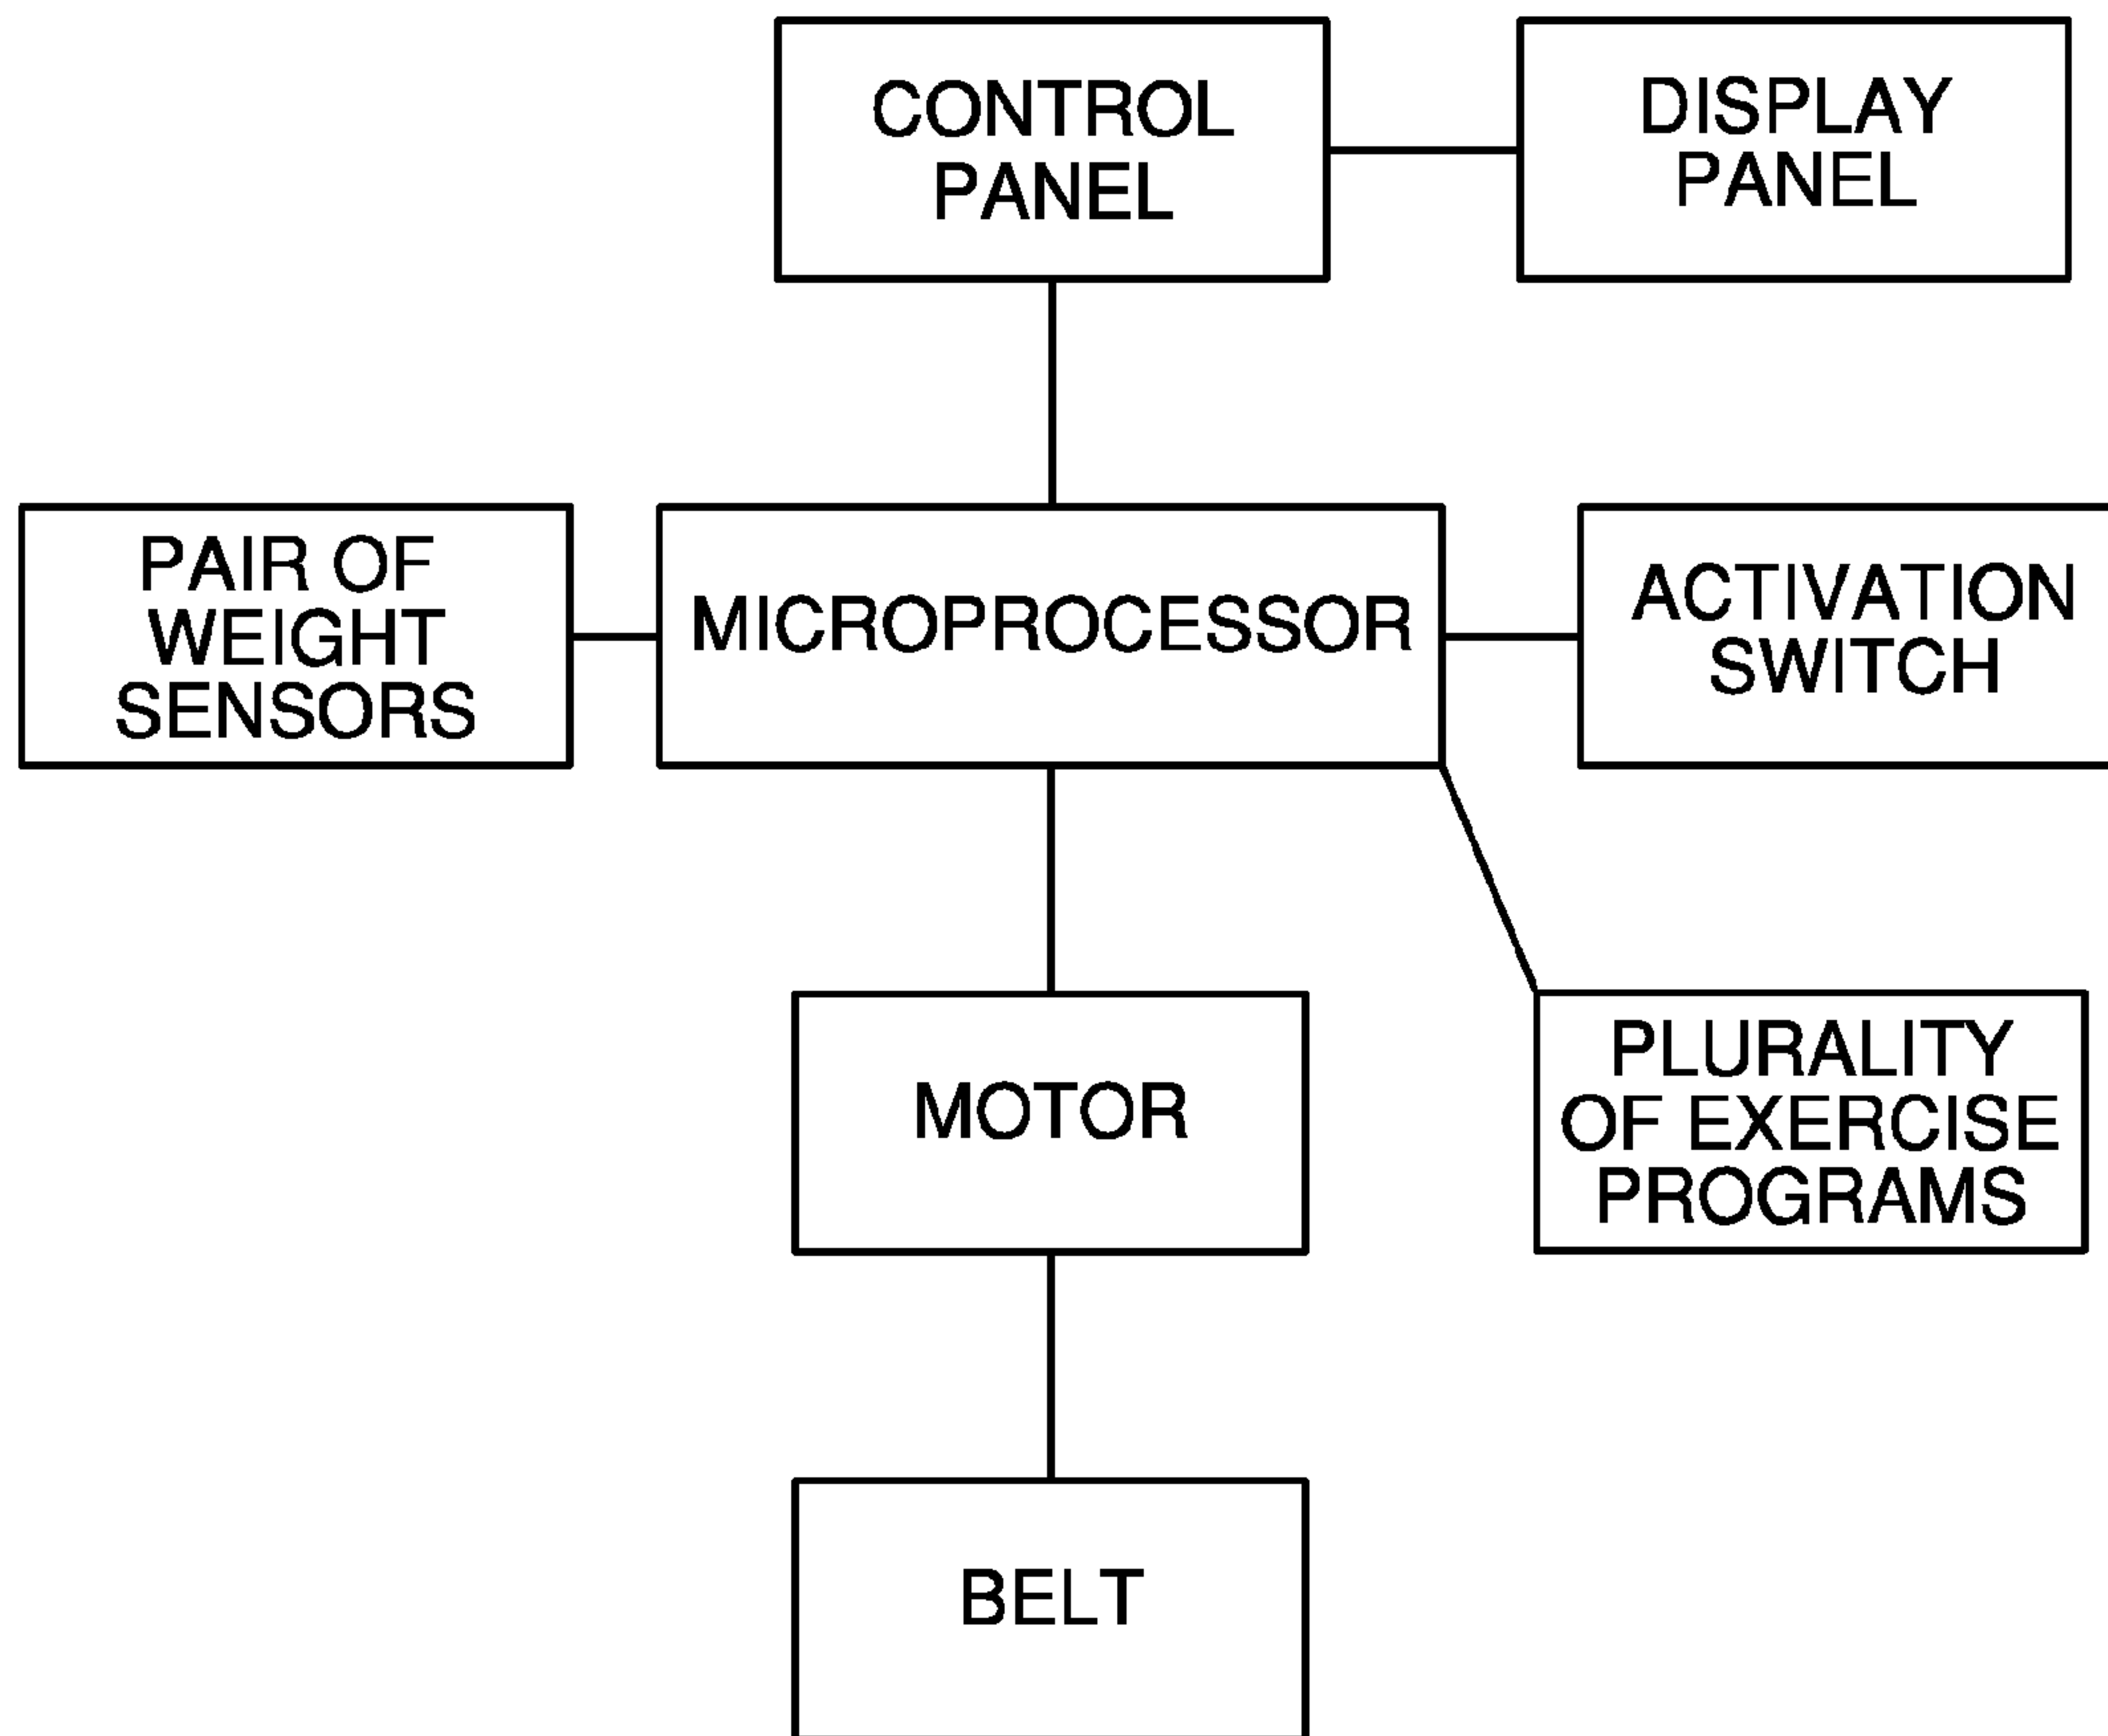 CONTROL
PANEL
DISPLAY
PANEL
PAIR OF
WEIGHT
SENSORS
MICROPROCESSOR
ACTIVATION
SWITCH
MOTOR
PLURALITY
OF EXERCISE
PROGRAMS
BELT